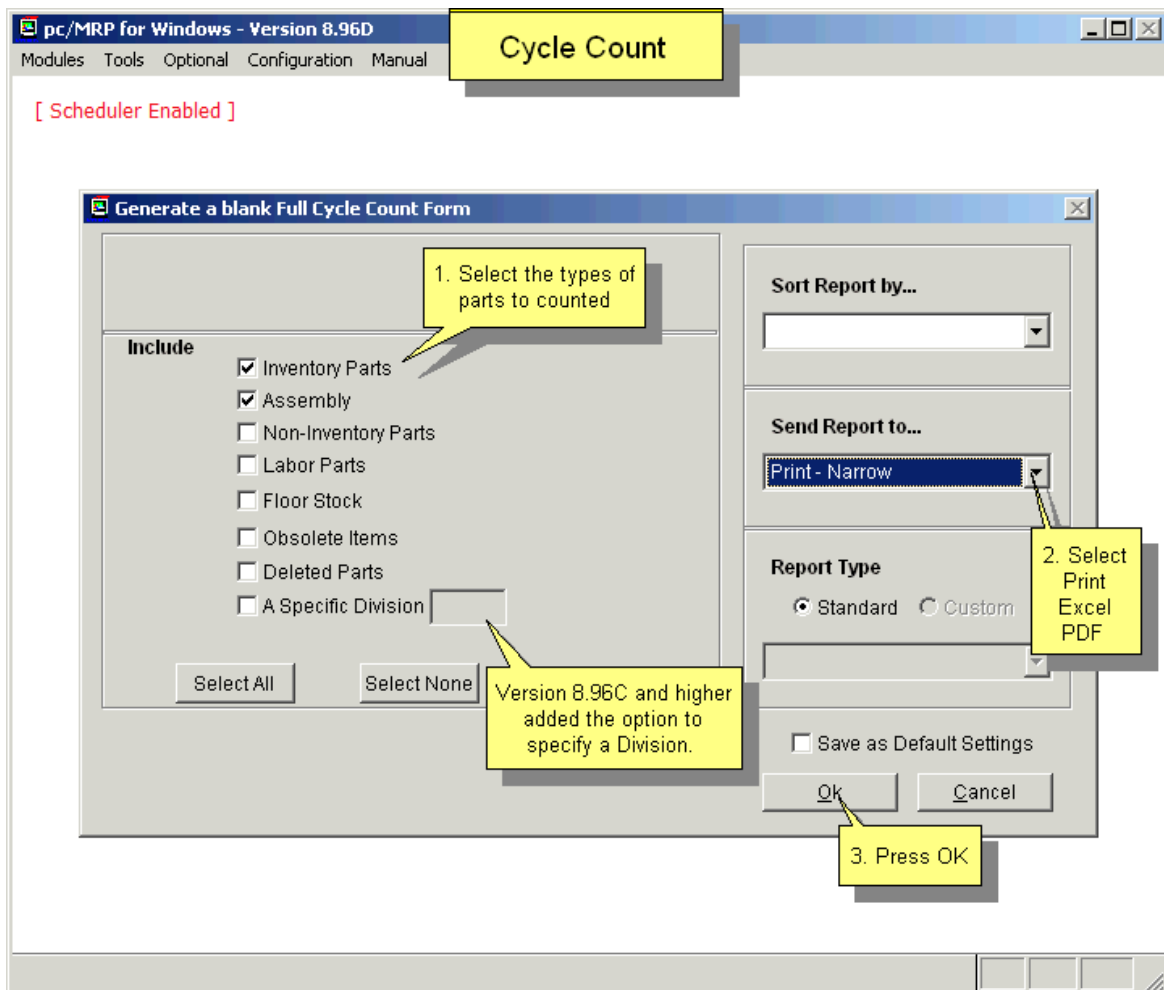 pc/MRP for Windows - Version 8.96D
Cycle Count
Modules Tools Optional Configuration Manual
[ Scheduler Enabled ]
Generate a blank Full Cycle Count Form
1. Select the types of
parts to counted
Include
Inventory Parts
Assembly
Non-Inventory Parts
Labor Parts
Floor Stock
Obsolete Items
Deleted Parts
A Specific Division
Select All
Select None
Version 8.96C and higher
added the option to
specify a Division.
Sort Report by...
Send Report to...
Print - Narrow
2. Select
Print
Excel
PDF
Report Type
Standard
Custom
Save as Default Settings
Ok
Cancel
3. Press OK